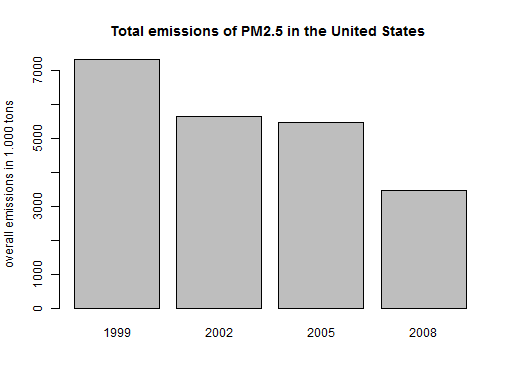 Total emissions of PM2.5 in the United States
overall emissions in 1.000 tons
7000
5000
3000
1000
0
1999 2002 2005 2008